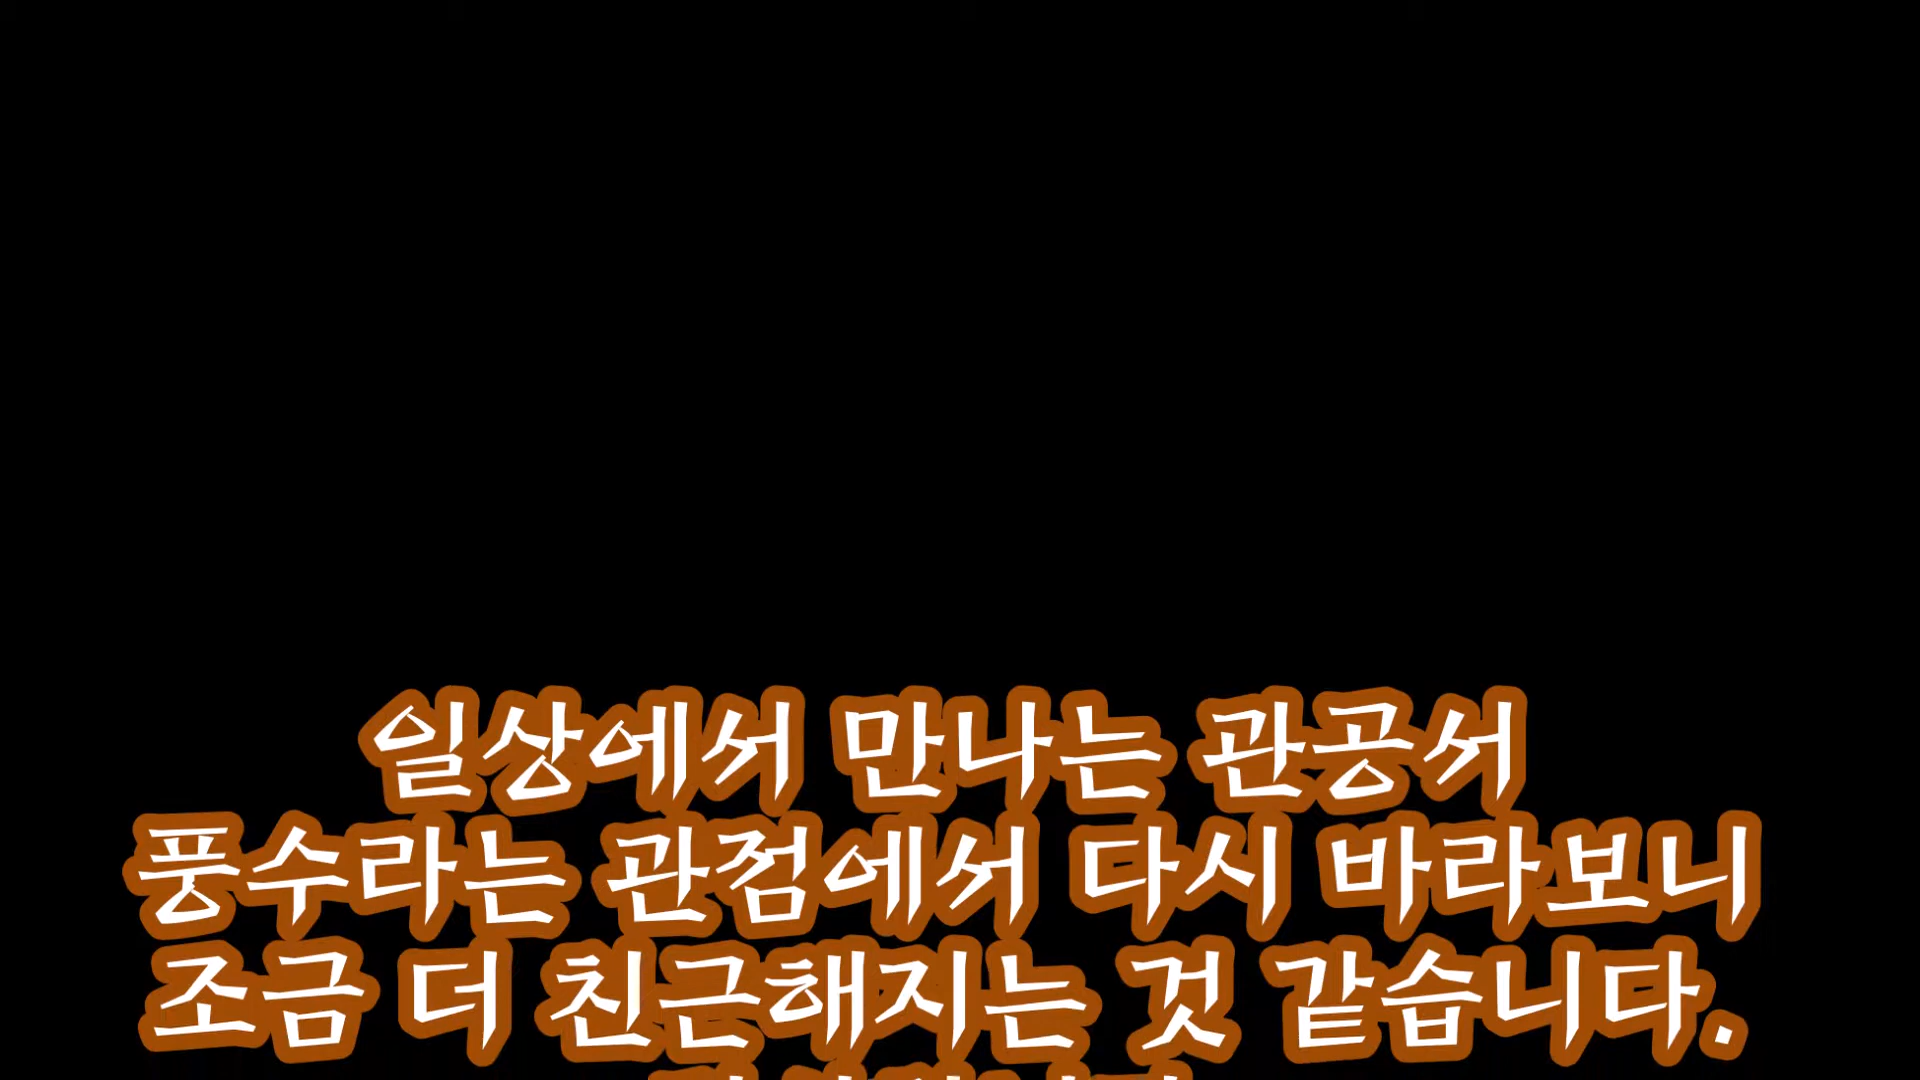 일상에서 만나는 관공서
풍수라는 관점에서 다시 바라보니
조금 더 친근해지는 것 같습니다.